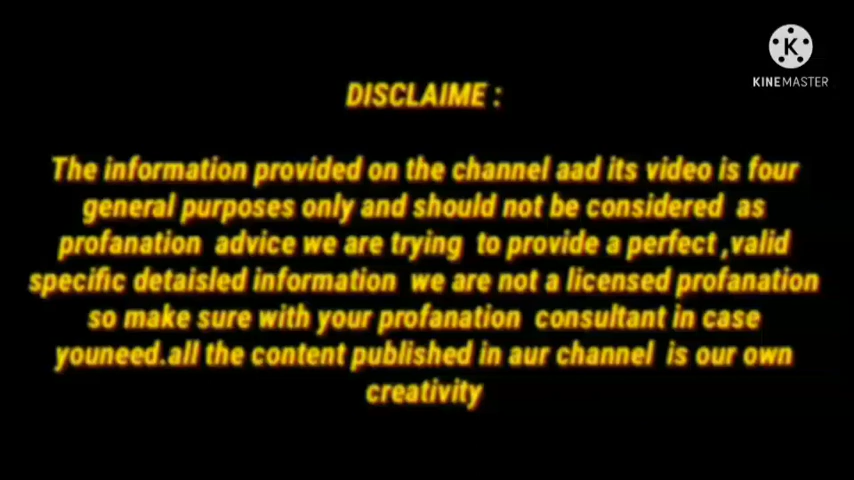 K
KINEMASTER
DISCLAIME :
The information provided on the channel aad its video is four
general purposes only and should not be considered as
profanation advice we are trying to provide a perfect ,valid
specific detaisled information we are not a licensed profanation
so make sure with your profanation consultant in case
youneed.all the content published in aur channel is our own
creativity